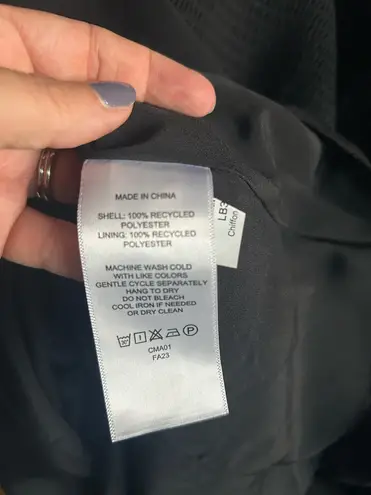 MADE IN CHINA
SHELL: 100% RECYCLED
POLYESTER
LINING: 100% RECYCLED
POLYESTER
MACHINE WASH COLD
WITH LIKE COLORS
GENTLE CYCLE SEPARATELY
HANG TO DRY
DO NOT BLEACH
COOL IRON IF NEEDED
OR DRY CLEAN
P
CMA01
FA23
Chiffon